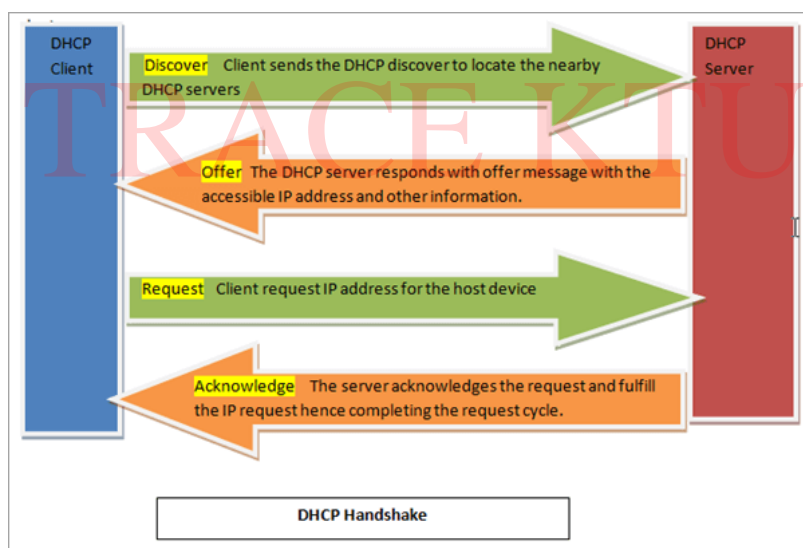 DHCP
Client
DHCP
Server
Discover Client sends the DHCP discover to locate the nearby
DHCP servers
TRACE KTU
Offer The DHCP server responds with offer message with the
accessible IP address and other information.
Request Client request IP address for the host device
Acknowledge The server acknowledges the request and fulfill
the IP request hence completing the request cycle.
DHCP Handshake